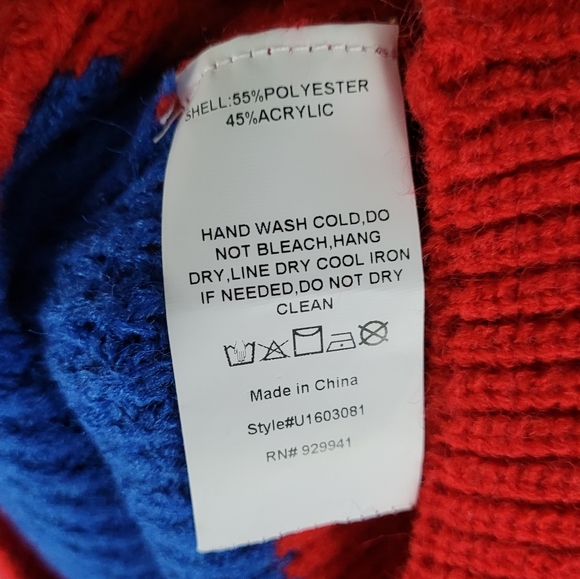 SHELL:55%POLYESTER
45%ACRYLIC
HAND WASH COLD,DO
NOT BLEACH,HANG
DRY,LINE DRY COOL IRON
IF NEEDED,DO NOT DRY
CLEAN
Made in China
Style#U1603081
RN# 929941